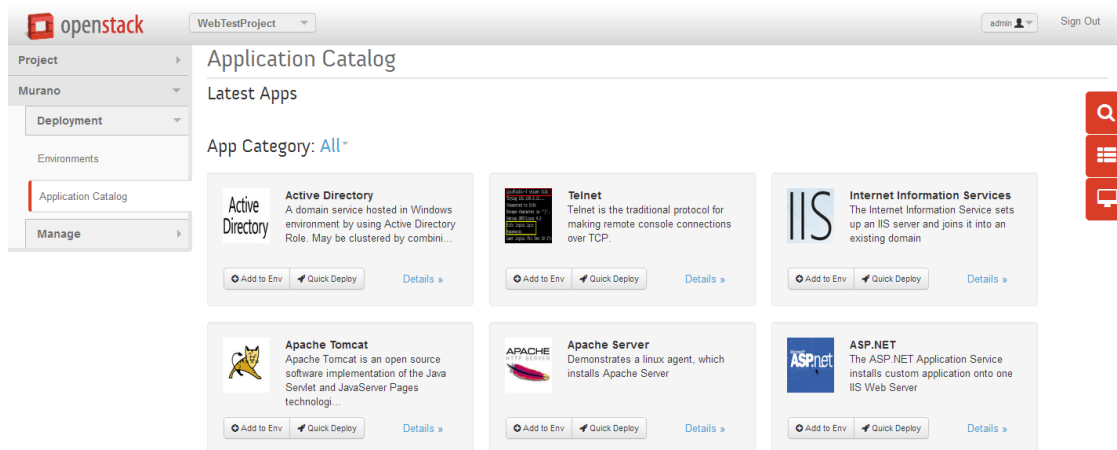 openstack
WebTestProject
admin
Sign Out
Project
Murano
Deployment
Environments
Application Catalog
Manage
Application Catalog
Latest Apps
App Category: All
Active
Directory
Active Directory
A domain service hosted in Windows
environment by using Active Directory
Role. May be clustered by combini...
Add to Env
Quick Deploy
Details »
Telnet
Telnet is the traditional protocol for
making remote console connections
over TCP.
Add to Env
Quick Deploy
Details »
IIS
Internet Information Services
The Internet Information Service sets
up an IIS server and joins it into an
existing domain
Add to Env
Quick Deploy
Details »
Apache Tomcat
Apache Tomcat is an open source
software implementation of the Java
Servlet and JavaServer Pages
technologi...
Add to Env
Quick Deploy
Details »
APACHE
HTTP SERVER
Apache Server
Demonstrates a linux agent, which
installs Apache Server
Add to Env
Quick Deploy
Details »
ASP.net
ASP.NET
The ASP.NET Application Service
installs custom application onto one
IIS Web Server
Add to Env
Quick Deploy
Details »